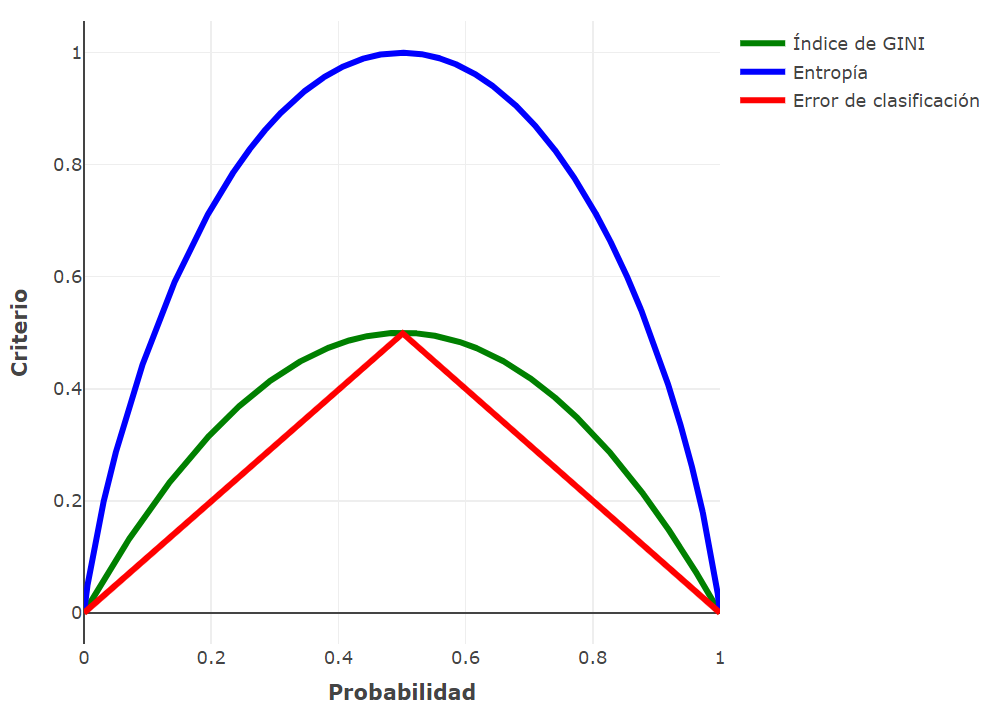 Índice de GINI
Entropía
Error de clasificación
Criterio
1
0.8
0.6
0.4
0.2
0
0
0.2
0.4
0.6
0.8
1
Probabilidad